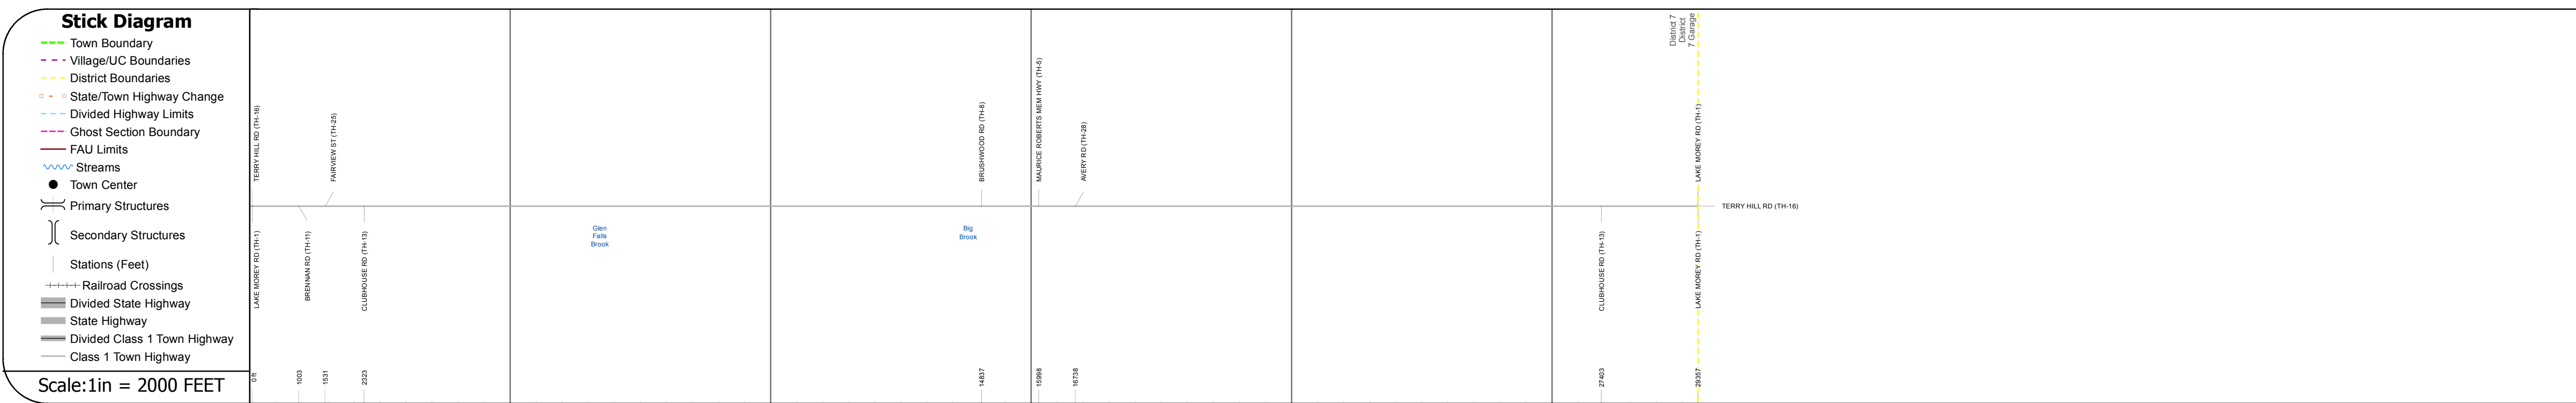 Stick Diagram
Town Boundary
Village/UC Boundaries
District Boundaries
State/Town Highway Change
Divided Highway Limits
Ghost Section Boundary
FAU Limits
Streams
Town Center
Primary Structures
Secondary Structures
Stations (Feet)
Railroad Crossings
Divided State Highway
State Highway
Divided Class 1 Town Highway
Class 1 Town Highway
Scale:1in = 2000 FEET
TERRY HILL RD (TH-16)
FAIRVIEW ST (TH-25)
BRUSHWOOD RD (TH-8)
MAURICE ROBERTS MEM HWY (TH-5)
AVERY RD (TH-28)
District 7
District
7 Garage
LAKE MOREY RD (TH-1)
TERRY HILL RD (TH-16)
LAKE MOREY RD (TH-1)
BRENNAN RD (TH-11)
CLUBHOUSE RD (TH-13)
Glen
Falls
Brook
Big
Brook
CLUBHOUSE RD (TH-13)
LAKE MOREY RD (TH-1)
0 ft
1003
1531
2323
14837
15998
16738
27403
29357